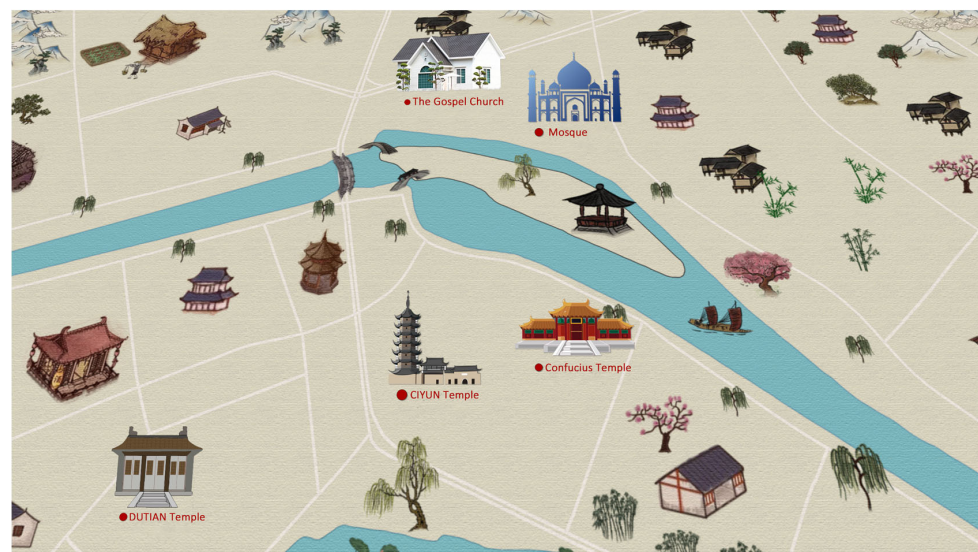 The Gospel Church
Mosque
Confucius Temple
CIYUN Temple
DUTIAN Temple